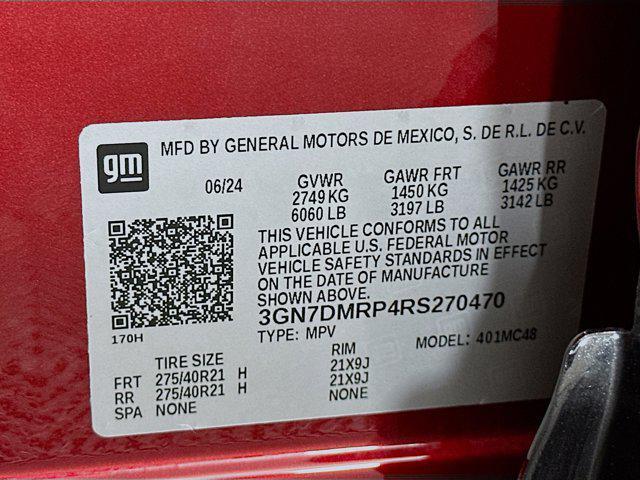 gm
MFD BY GENERAL MOTORS DE MEXICO, S. DE R.L. DE C.V.
06/24 GVWR GAWR FRT GAWR RR
2749 KG 1450 KG 1425 KG
6060 LB 3197 LB 3142 LB
THIS VEHICLE CONFORMS TO ALL
APPLICABLE U.S. FEDERAL MOTOR
VEHICLE SAFETY STANDARDS IN EFFECT
ON THE DATE OF MANUFACTURE
SHOWN ABOVE.
3GN7DMRP4RS270470
170H
TYPE: MPV MODEL: 401MC48
TIRE SIZE RIM
FRT 275/40R21 H 21X9J
RR 275/40R21 H 21X9J
SPA NONE NONE